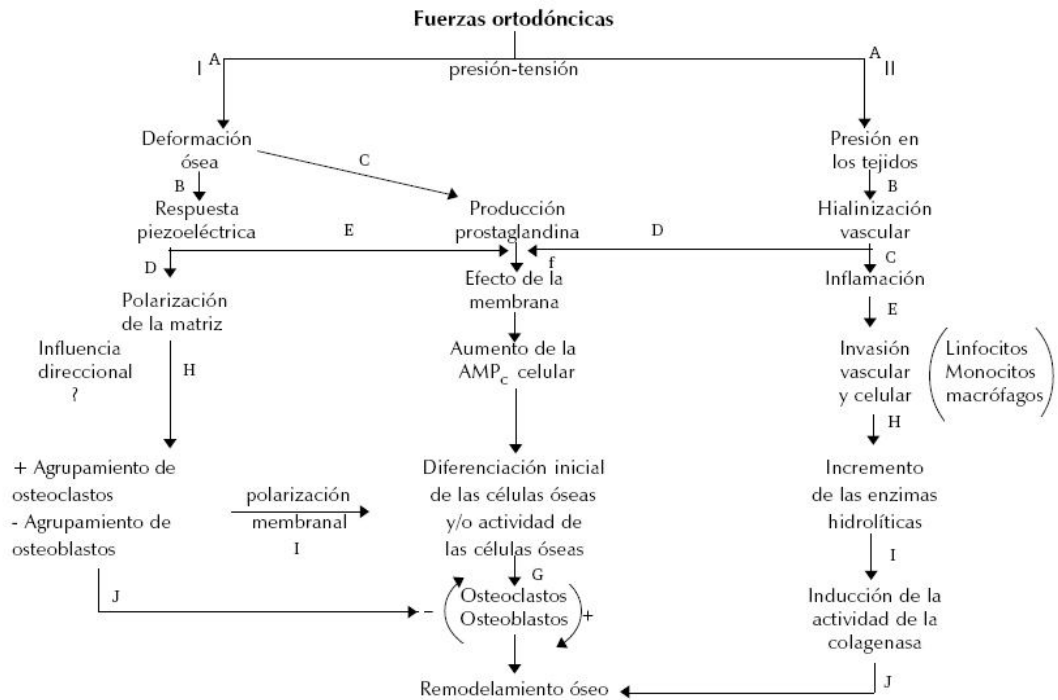 Fuerzas ortodóncicas
I A
presión-tensión
A II
Deformación
ósea
C
Presión en
los tejidos
B
B
Respuesta
piezoeléctrica
E
Producción
prostaglandina
D
Hialinización
vascular
D
f
C
Polarización
de la matriz
Efecto de la
membrana
Inflamación
E
Influencia
direccional
?
H
Aumento de la
AMPc celular
Invasión
vascular
y celular
Linfocitos
Monocitos
macrófagos
H
+ Agrupamiento de
osteoclastos
- Agrupamiento de
osteoblastos
polarización
membranal
I
Diferenciación inicial
de las células óseas
y/o actividad de
las células óseas
Incremento
de las enzimas
hidrolíticas
I
J
G
-
Osteoclastos
Osteoblastos
+
Inducción de la
actividad de la
colagenasa
J
Remodelamiento óseo